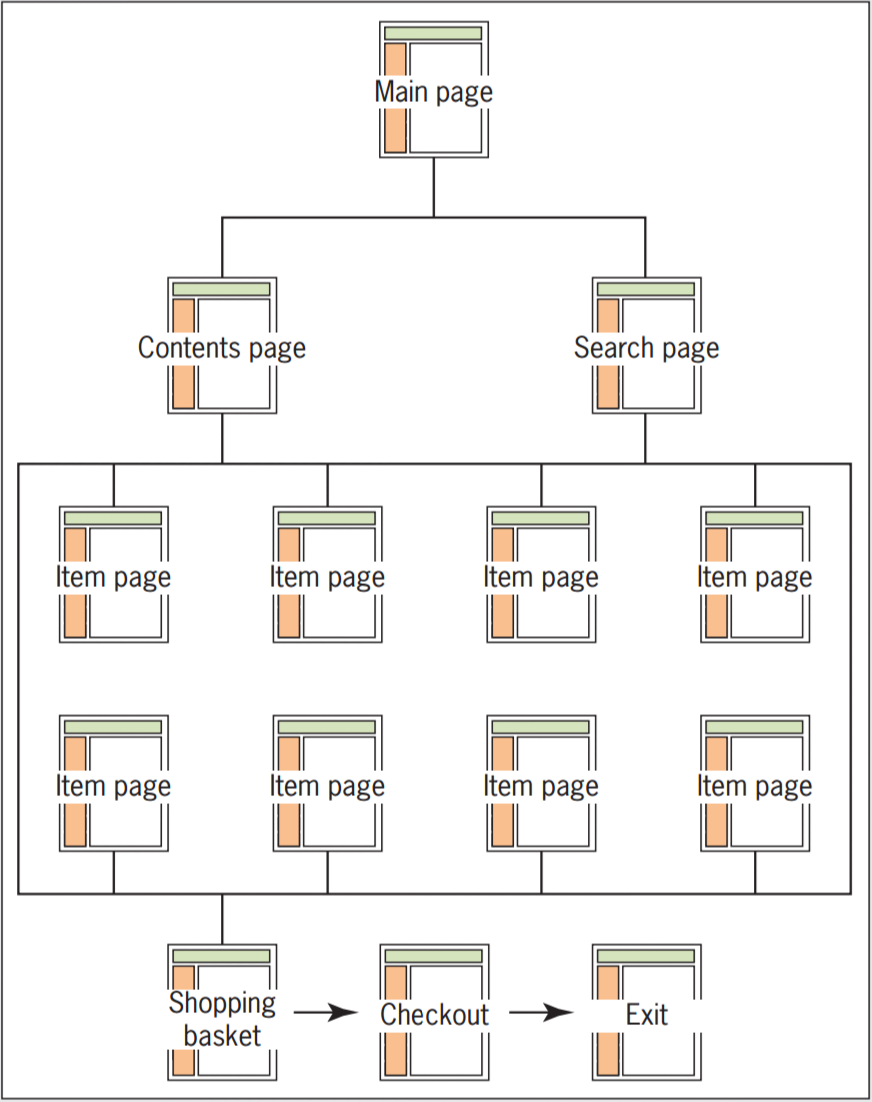 Main page
Contents page
Search page
Item page
Item page
Item page
Item page
Item page
Item page
Item page
Item page
Shopping
basket
Checkout
Exit